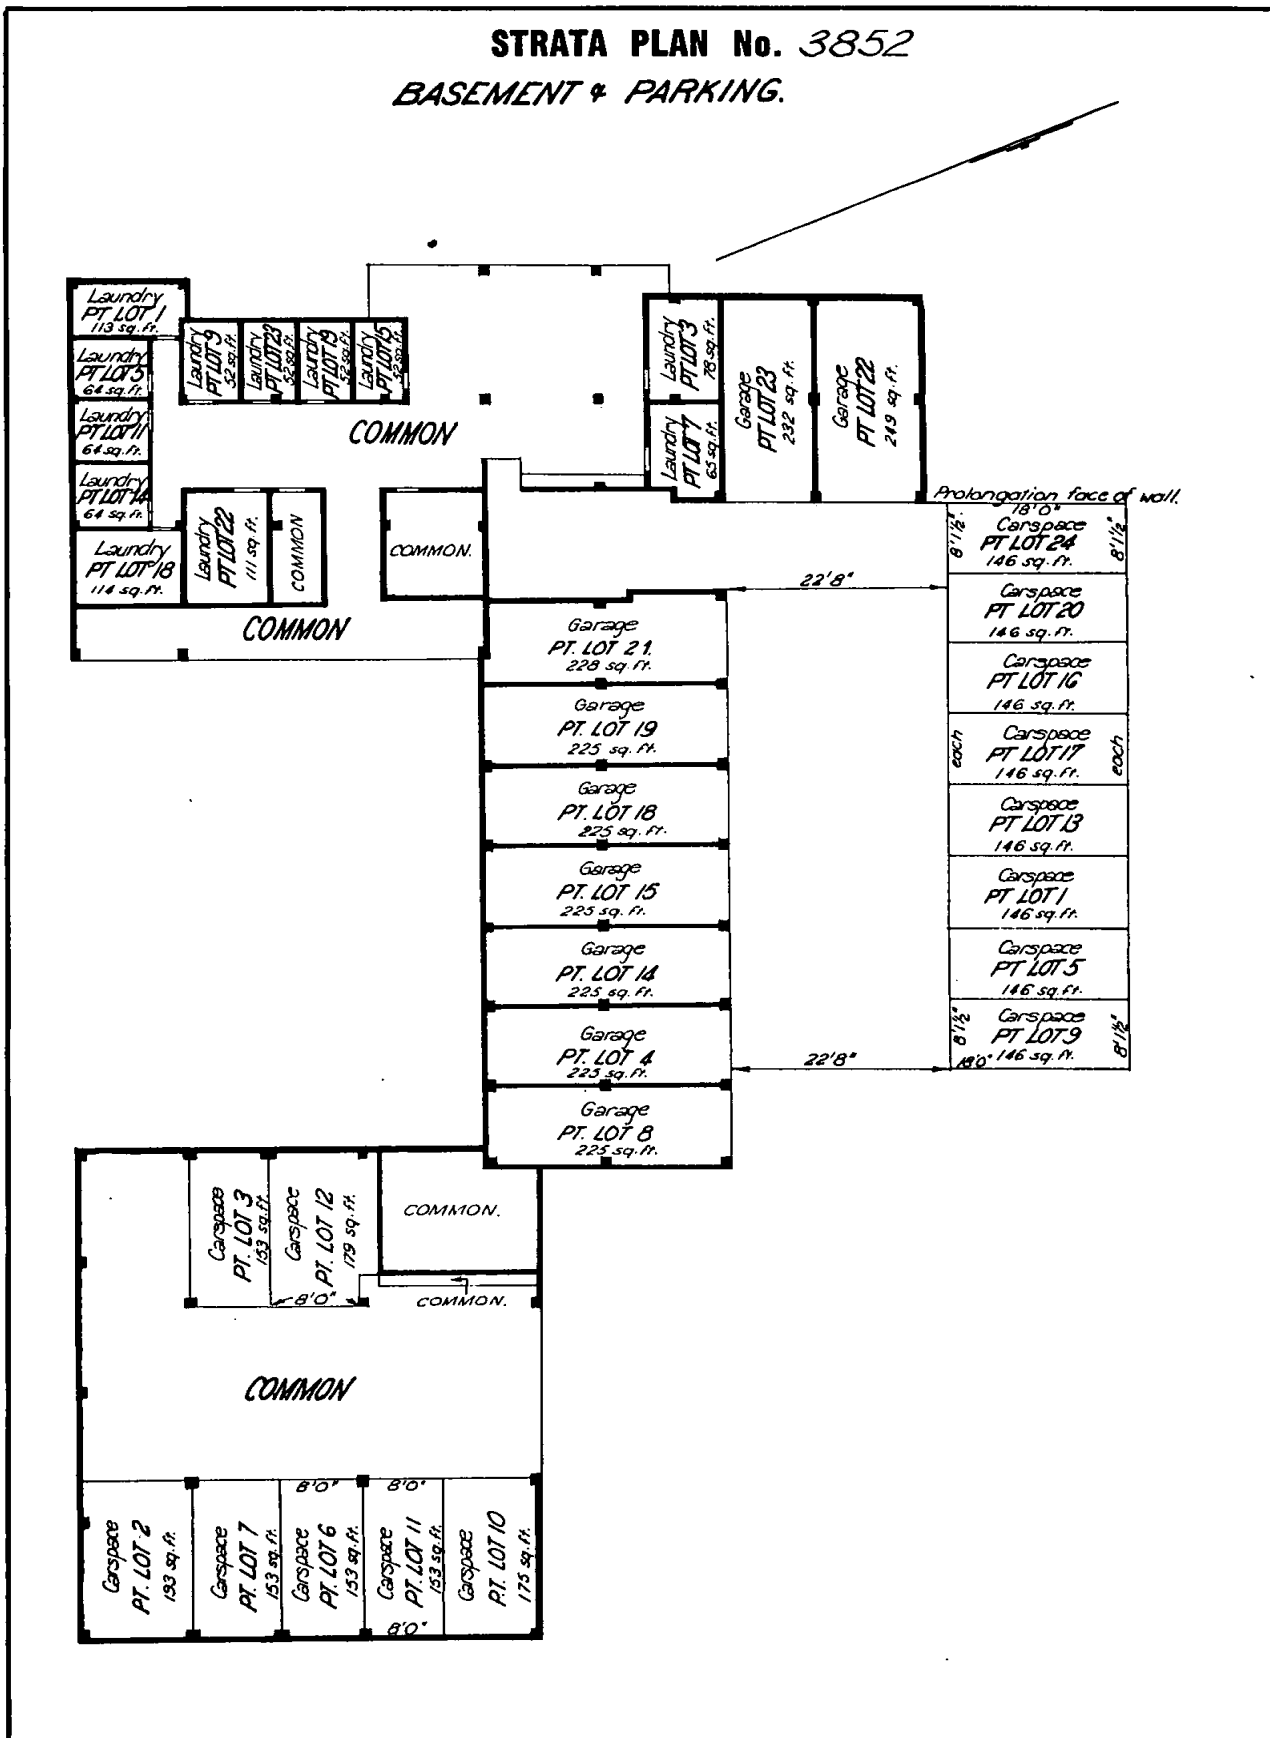 STRATA PLAN No. 3852
BASEMENT & PARKING.
Laundry
PT LOT 1
113 sq. ft.
Laundry
PT LOT 5
64 sq. ft.
Laundry
PT LOT 11
64 sq. ft.
Laundry
PT LOT 14
64 sq. ft.
Laundry
PT LOT 18
114 sq. ft.
Laundry
PT LOT 9
52 sq. ft.
Laundry
PT LOT 23
52 sq. ft.
Laundry
PT LOT 19
52 sq. ft.
Laundry
PT LOT 15
52 sq. ft.
COMMON
Laundry
PT LOT 22
111 sq. ft.
COMMON
COMMON.
COMMON
Laundry
PT LOT 3
78 sq. ft.
Laundry
PT LOT 7
65 sq. ft.
Garage
PT LOT 23
232 sq. ft.
Garage
PT LOT 22
249 sq. ft.
Prolongation face of wall.
18'0"
8'1½"
Carspace
PT LOT 24
146 sq. ft.
8'1½"
22'8"
Carspace
PT LOT 20
146 sq. ft.
Carspace
PT LOT 16
146 sq. ft.
each
Carspace
PT LOT 17
146 sq. ft.
each
Carspace
PT LOT 13
146 sq. ft.
Carspace
PT LOT 1
146 sq. ft.
Carspace
PT LOT 5
146 sq. ft.
8'1½"
Carspace
PT LOT 9
146 sq. ft.
8'1½"
18'0"
22'8"
Garage
PT. LOT 21.
228 sq. ft.
Garage
PT. LOT 19
225 sq. ft.
Garage
PT. LOT 18
225 sq. ft.
Garage
PT. LOT 15
225 sq. ft.
Garage
PT. LOT 14
225 sq. ft.
Garage
PT. LOT 4
225 sq. ft.
Garage
PT. LOT 8
225 sq. ft.
Carspace
PT. LOT 3
153 sq. ft.
Carspace
PT. LOT 12
179 sq. ft.
8'0"
COMMON.
COMMON.
COMMON
8'0"
8'0"
Carspace
PT. LOT 2
193 sq. ft.
Carspace
PT. LOT 7
153 sq. ft.
Carspace
PT. LOT 6
153 sq. ft.
Carspace
PT. LOT 11
153 sq. ft.
Carspace
PT. LOT 10
175 sq. ft.
8'0"